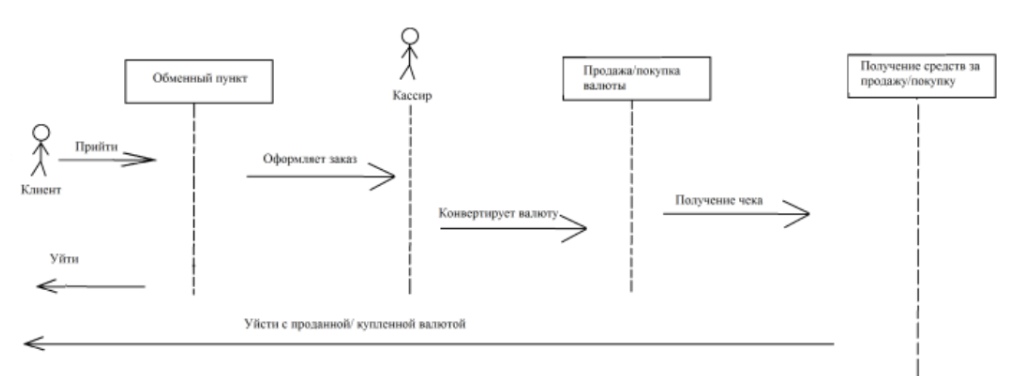 Обменный пункт
Кассир
Продажа/покупка
валюты
Получение средств за
продажу/покупку
Клиент
Прийти
Оформляет заказ
Конвертирует валюту
Получение чека
Уйти
Уйсти с проданной/ купленной валютой